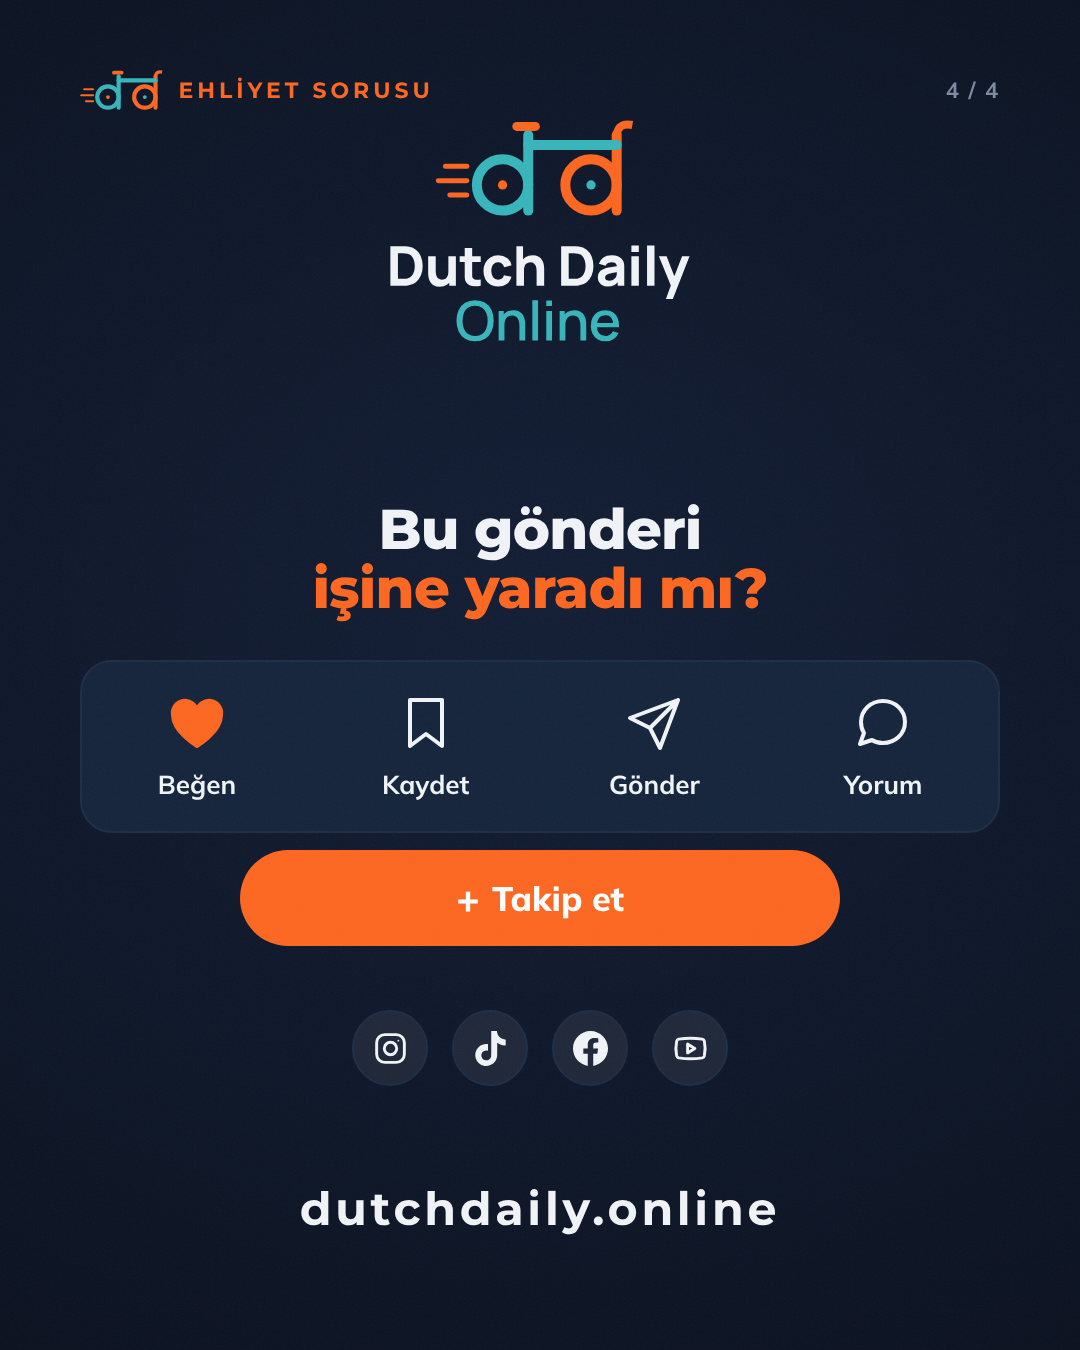 EHLİYET SORUSU
4 / 4
Dutch Daily
Online
Bu gönderi
işine yaradı mı?
Beğen
Kaydet
Gönder
Yorum
+ Takip et
dutchdaily.online